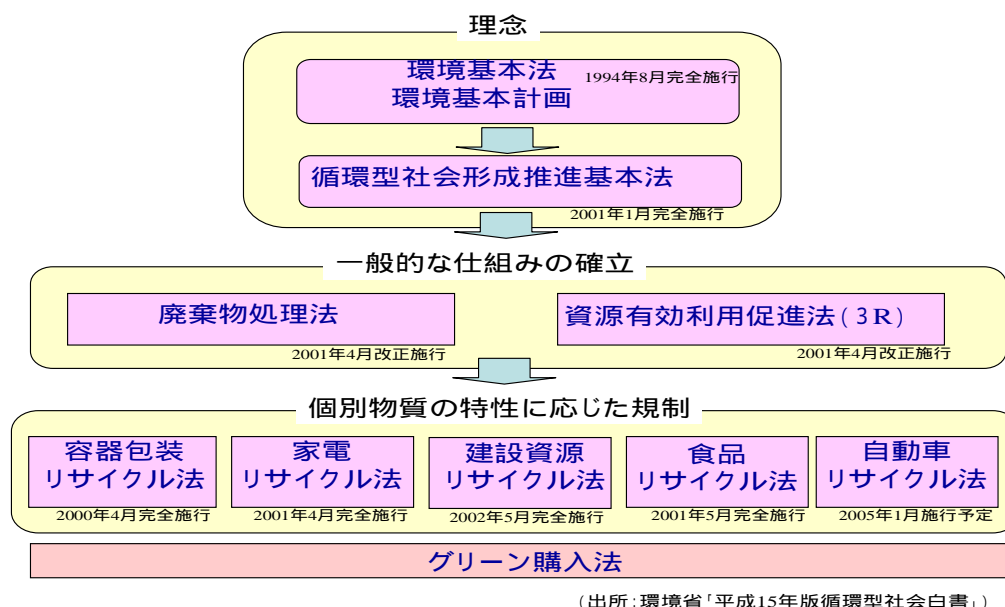 理念
環境基本法
1994年8月完全施行
環境基本計画
循環型社会形成推進基本法
2001年1月完全施行
一般的な仕組みの確立
廃棄物処理法
資源有効利用促進法(3R)
2001年4月改正施行
2001年4月改正施行
個別物質の特性に応じた規制
容器包装
リサイクル法
家電
リサイクル法
建設資源
リサイクル法
食品
リサイクル法
自動車
リサイクル法
2000年4月完全施行
2001年4月完全施行
2002年5月完全施行
2001年5月完全施行
2005年1月施行予定
グリーン購入法
(出所:環境省「平成15年版循環型社会白書」)